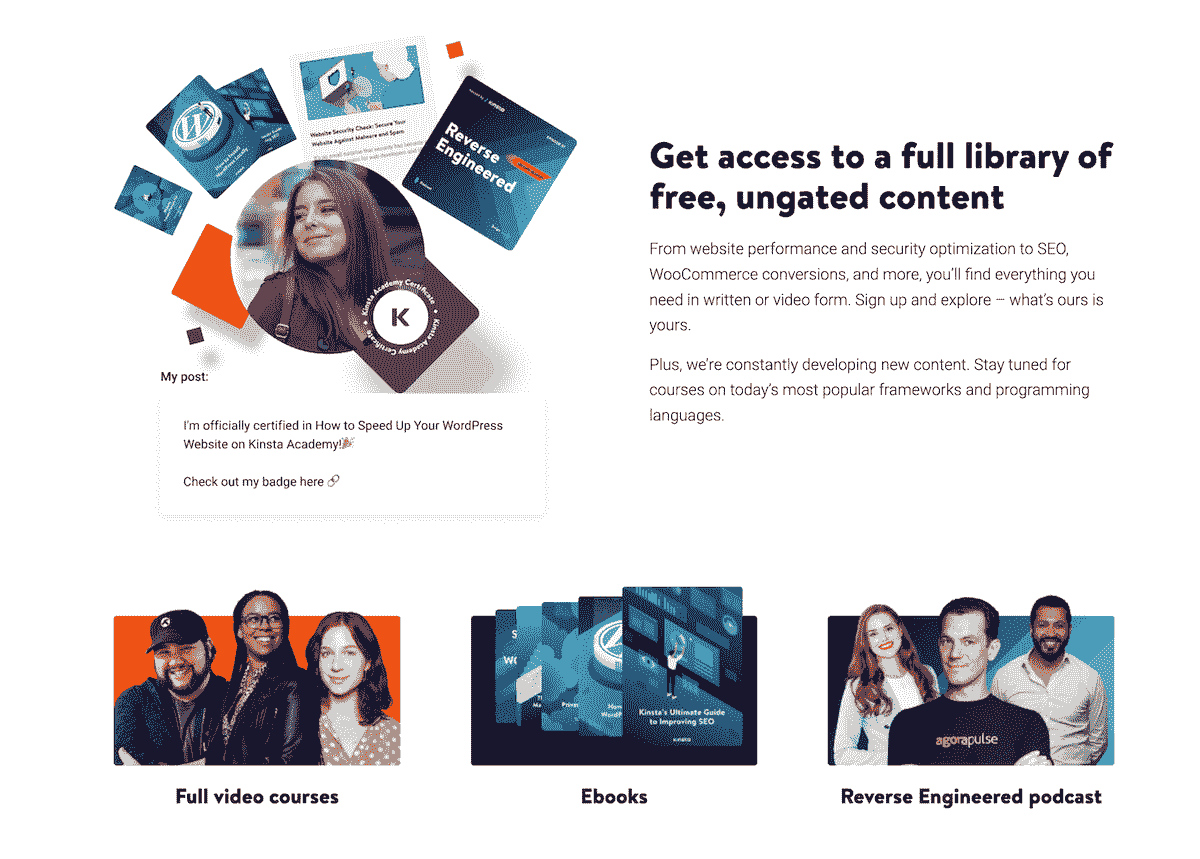 Website Security Check: Secure Your
Website Against Malware and Spam
KINSTA
Reverse
Engineered
Kinsta Academy Certificate
Kinsta Academy Certificate
K
My post:
I'm officially certified in How to Speed Up Your WordPress
Website on Kinsta Academy!🎉
Check out my badge here 🔗
Get access to a full library of
free, ungated content
From website performance and security optimization to SEO,
WooCommerce conversions, and more, you'll find everything you
need in written or video form. Sign up and explore – what's ours is
yours.
Plus, we're constantly developing new content. Stay tuned for
courses on today's most popular frameworks and programming
languages.
Kinsta's Ultimate Guide
to Improving SEO
KINSTA
agorapulse
Full video courses
Ebooks
Reverse Engineered podcast